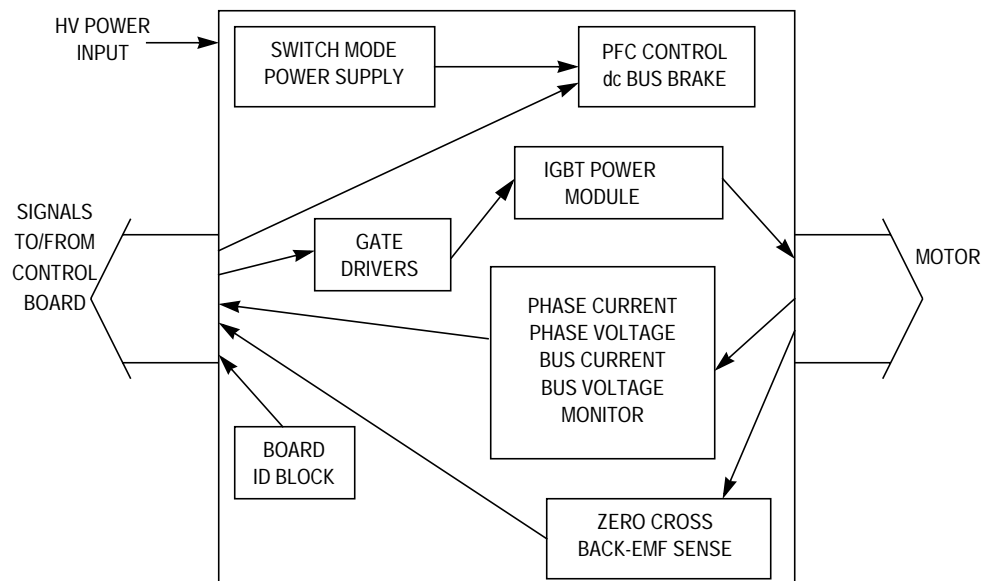 HV POWER
INPUT
SWITCH MODE
POWER SUPPLY
PFC CONTROL
dc BUS BRAKE
IGBT POWER
MODULE
SIGNALS
TO/FROM
CONTROL
BOARD
GATE
DRIVERS
MOTOR
PHASE CURRENT
PHASE VOLTAGE
BUS CURRENT
BUS VOLTAGE
MONITOR
BOARD
ID BLOCK
ZERO CROSS
BACK-EMF SENSE